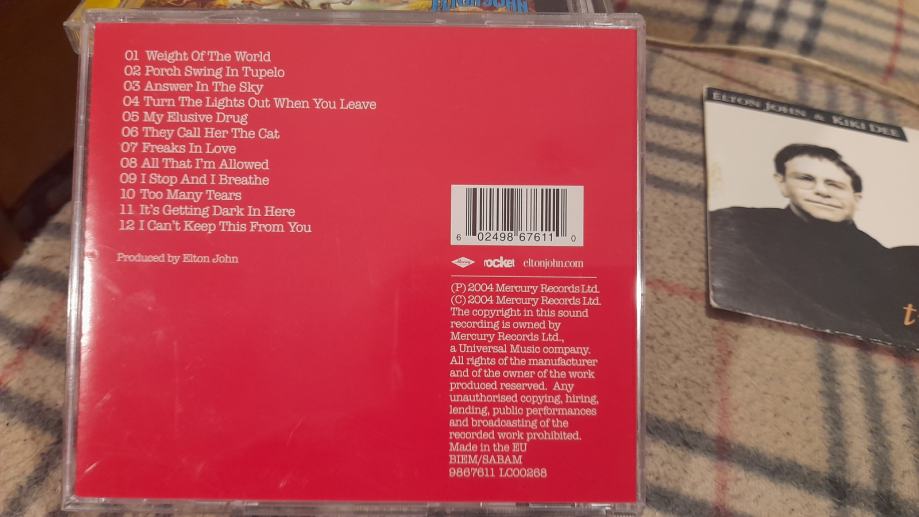 01 Weight Of The World
02 Porch Swing In Tupelo
03 Answer In The Sky
04 Turn The Lights Out When You Leave
05 My Elusive Drug
06 They Call Her The Cat
07 Freaks In Love
08 All That I'm Allowed
09 I Stop And I Breathe
10 Too Many Tears
11 It's Getting Dark In Here
12 I Can't Keep This From You
Produced by Elton John
6 02498 67611 0
rocket eltonjohn.com
(P) 2004 Mercury Records Ltd.
(C) 2004 Mercury Records Ltd.
The copyright in this sound
recording is owned by
Mercury Records Ltd.,
a Universal Music company.
All rights of the manufacturer
and of the owner of the work
produced reserved. Any
unauthorised copying, hiring,
lending, public performances
and broadcasting of the
recorded work prohibited.
Made in the EU
BIEM/SABAM
9867611 LC00268
ELTON JOHN & KIKI DEE
t